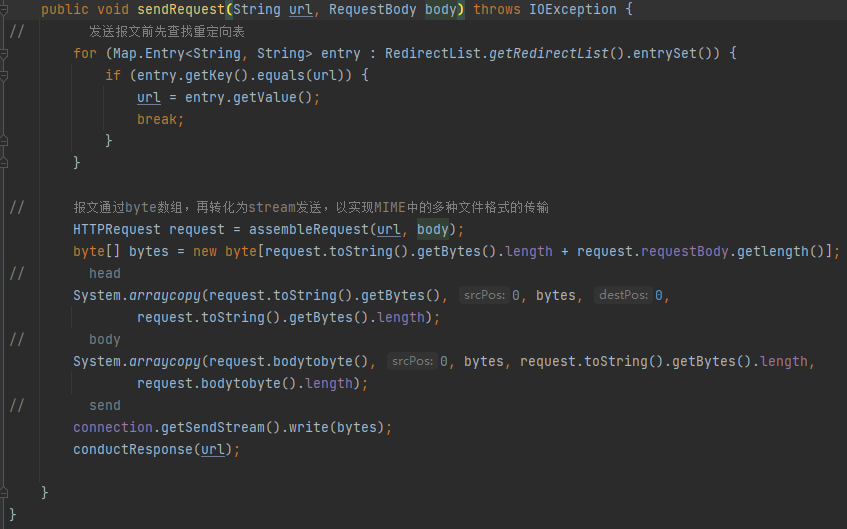 public void sendRequest(String url, RequestBody body) throws IOException {
// 发送报文前先查找重定向表
for (Map.Entry<String, String> entry : RedirectList.getRedirectList().entrySet()) {
if (entry.getKey().equals(url)) {
url = entry.getValue();
break;
}
}
// 报文通过byte数组，再转化为stream发送，以实现MIME中的多种文件格式的传输
HTTPRequest request = assembleRequest(url, body);
byte[] bytes = new byte[request.toString().getBytes().length + request.requestBody.getlength()];
// head
System.arraycopy(request.toString().getBytes(), srcPos: 0, bytes, destPos: 0,
request.toString().getBytes().length);
// body
System.arraycopy(request.bodytobyte(), srcPos: 0, bytes, request.toString().getBytes().length,
request.bodytobyte().length);
// send
connection.getSendStream().write(bytes);
conductResponse(url);
}
}